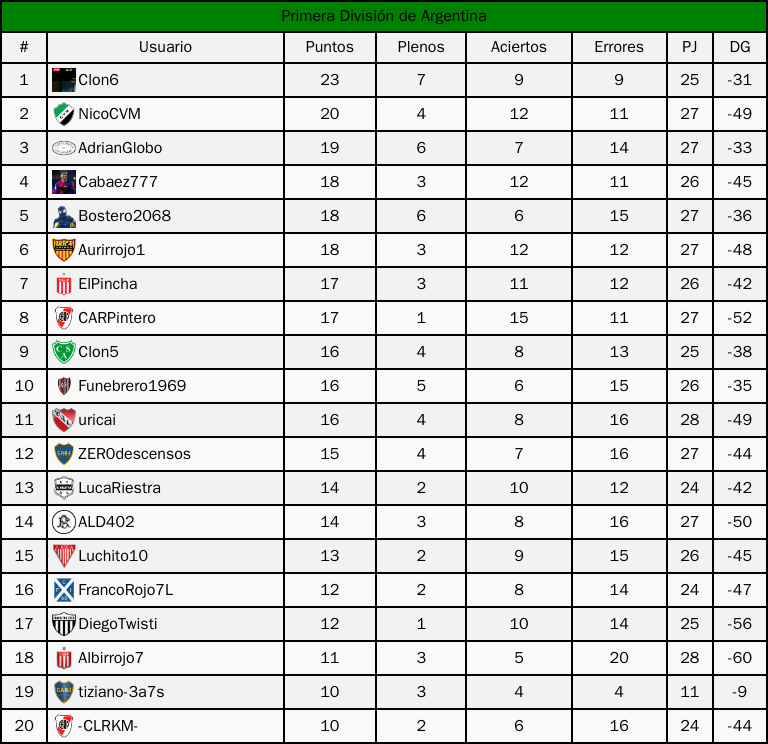 Primera División de Argentina
# Usuario Puntos Plenos Aciertos Errores PJ DG
1 Clon6 23 7 9 9 25 -31
2 NicoCVM 20 4 12 11 27 -49
3 AdrianGlobo 19 6 7 14 27 -33
4 Cabaez777 18 3 12 11 26 -45
5 Bostero2068 18 6 6 15 27 -36
6 Aurirrojo1 18 3 12 12 27 -48
7 ElPincha 17 3 11 12 26 -42
8 CARPintero 17 1 15 11 27 -52
9 Clon5 16 4 8 13 25 -38
10 Funebrero1969 16 5 6 15 26 -35
11 uricai 16 4 8 16 28 -49
12 ZER0descensos 15 4 7 16 27 -44
13 LucaRiestra 14 2 10 12 24 -42
14 ALD402 14 3 8 16 27 -50
15 Luchito10 13 2 9 15 26 -45
16 FrancoRojo7L 12 2 8 14 24 -47
17 DiegoTwisti 12 1 10 14 25 -56
18 Albirrojo7 11 3 5 20 28 -60
19 tiziano-3a7s 10 3 4 4 11 -9
20 -CLRKM- 10 2 6 16 24 -44